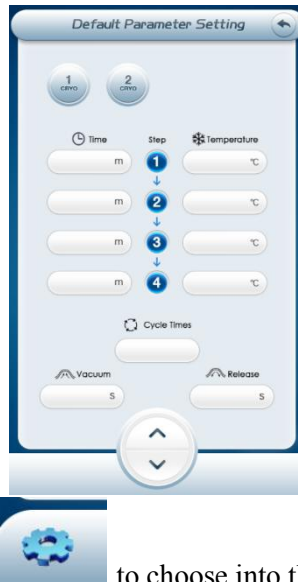 Default Parameter Setting
1 2
CRYO CRYO
Time Step Temperature
m 1 °C
m 2 °C
m 3 °C
m 4 °C
Cycle Times
Vacuum Release
S S
to choose into th